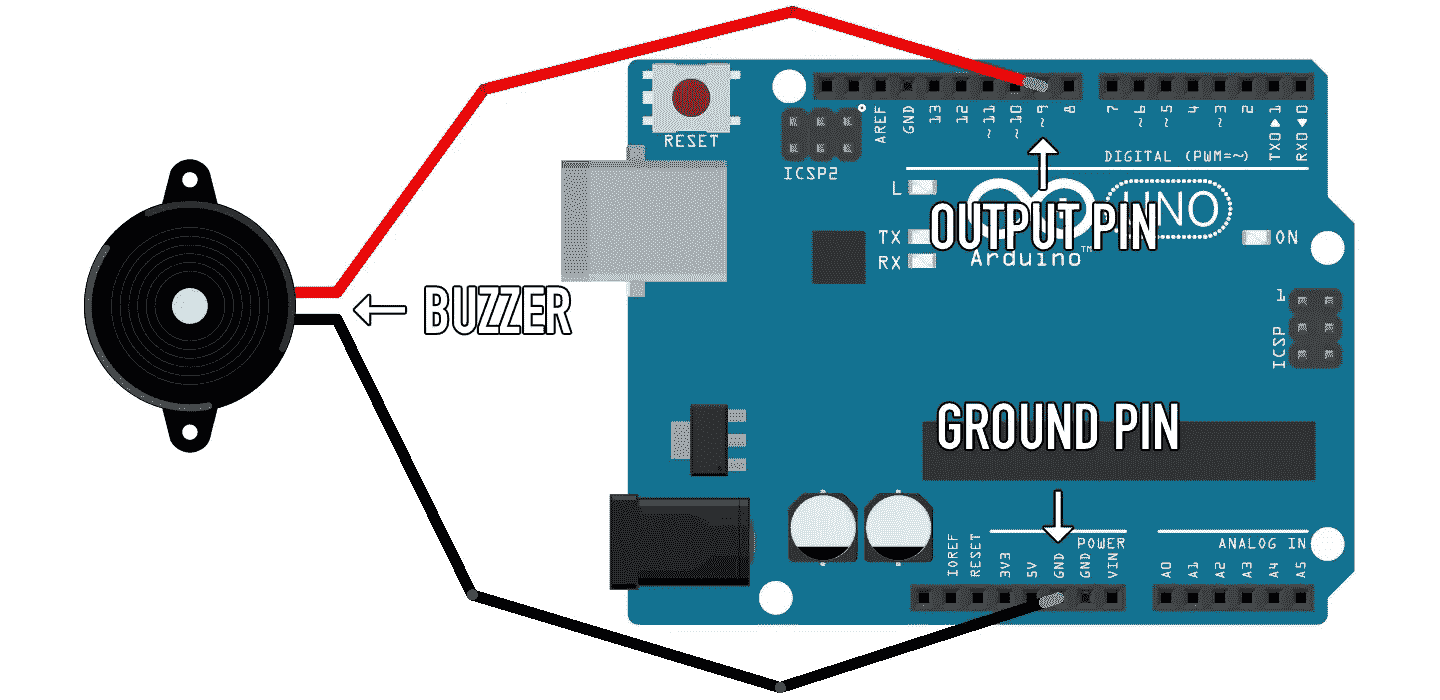 RESET
ICSP2
AREF
GND
13
12
~11
~10
~9
8
7
~6
~5
4
~3
2
TX0▶1
RX0◀0
DIGITAL (PWM=~)
L
TX
RX
UNO
Arduino™
ON
OUTPUT PIN
BUZZER
1
ICSP
GROUND PIN
POWER
ANALOG IN
IOREF
RESET
3V3
5V
GND
GND
VIN
A0
A1
A2
A3
A4
A5